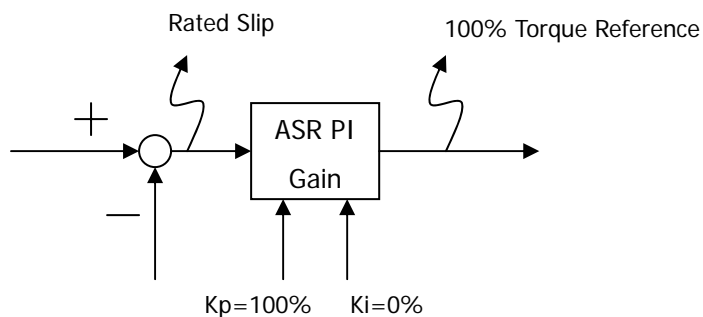 Rated Slip
100% Torque Reference
+
ASR PI
Gain
—
Kp=100%
Ki=0%